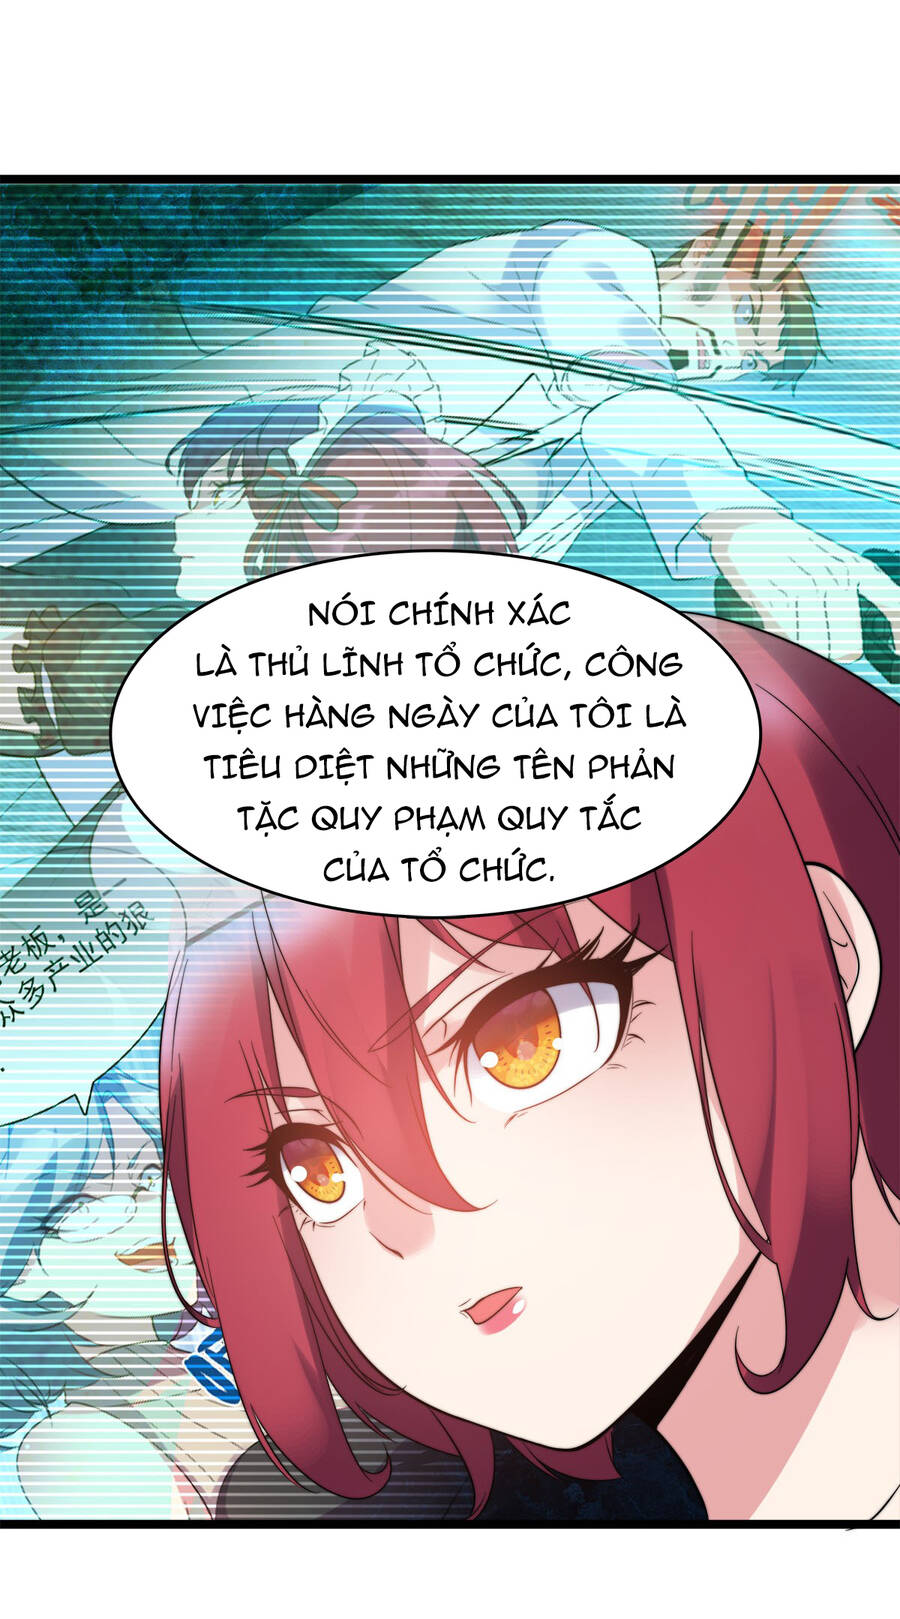 NÓI CHÍNH XÁC
LÀ THỦ LĨNH TỔ CHỨC, CÔNG
VIỆC HÀNG NGÀY CỦA TÔI LÀ
TIÊU DIỆT NHỮNG TÊN PHẢN
TẶC QUY PHẠM QUY TẮC
CỦA TỔ CHỨC.
老板，是一
众多产业的狠